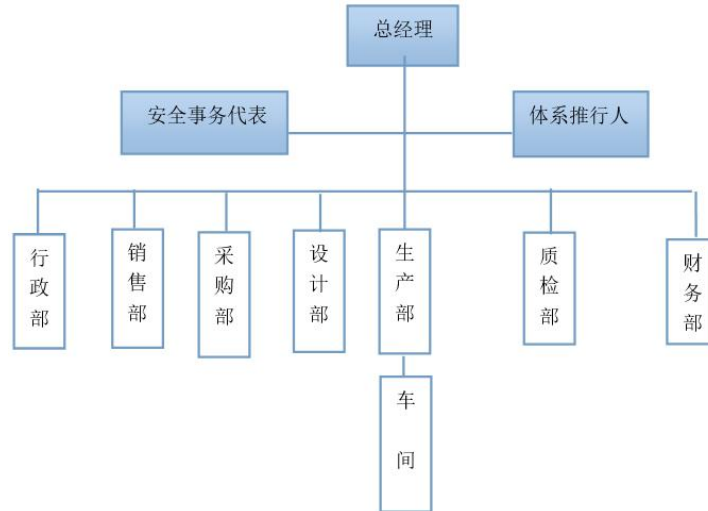 总经理
安全事务代表
体系推行人
行政部
销售部
采购部
设计部
生产部
质检部
财务部
车间